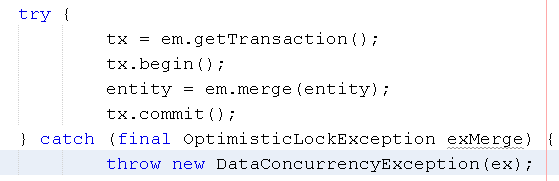 try {
tx = em.getTransaction();
tx.begin();
entity = em.merge(entity);
tx.commit();
} catch (final OptimisticLockException exMerge) {
throw new DataConcurrencyException(ex);